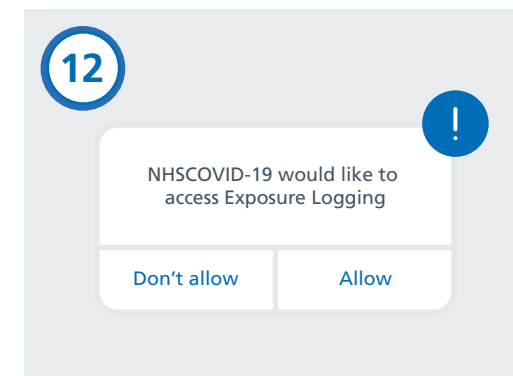 12
!
NHSCOVID-19 would like to
access Exposure Logging
Don't allow
Allow